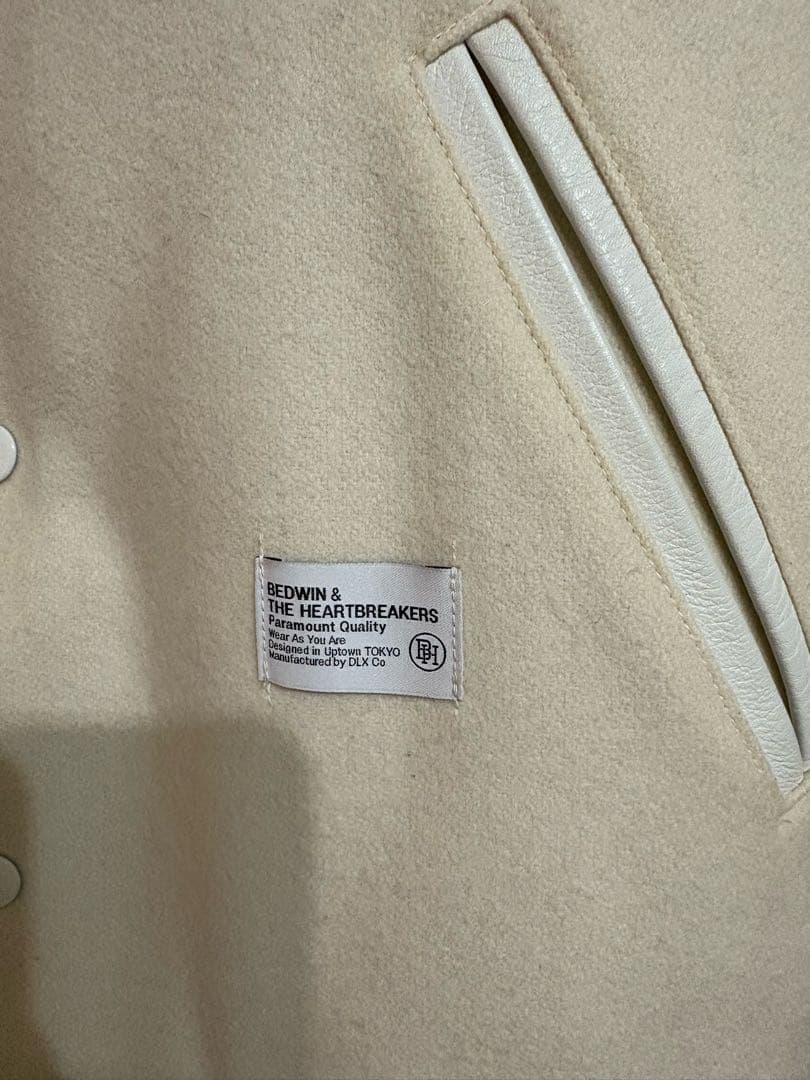 BEDWIN &
THE HEARTBREAKERS
Paramount Quality
Wear As You Are
Designed in Uptown TOKYO
Manufactured by DLX Co
BH